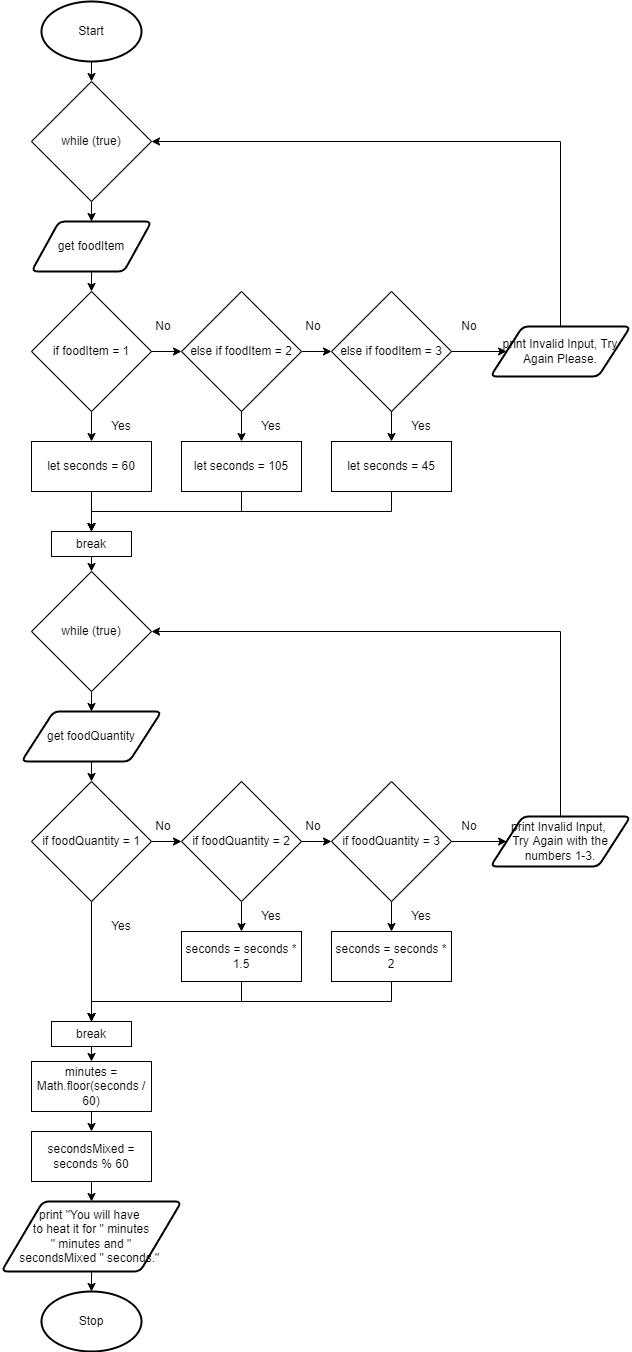 Start
while (true)
get foodItem
if foodItem = 1
No
else if foodItem = 2
No
else if foodItem = 3
No
print Invalid Input, Try
Again Please.
Yes
Yes
Yes
let seconds = 60
let seconds = 105
let seconds = 45
break
while (true)
get foodQuantity
if foodQuantity = 1
No
if foodQuantity = 2
No
if foodQuantity = 3
No
print Invalid Input,
Try Again with the
numbers 1-3.
Yes
Yes
Yes
seconds = seconds *
1.5
seconds = seconds *
2
break
minutes =
Math.floor(seconds /
60)
secondsMixed =
seconds % 60
print "You will have
to heat it for " minutes
" minutes and "
secondsMixed " seconds."
Stop